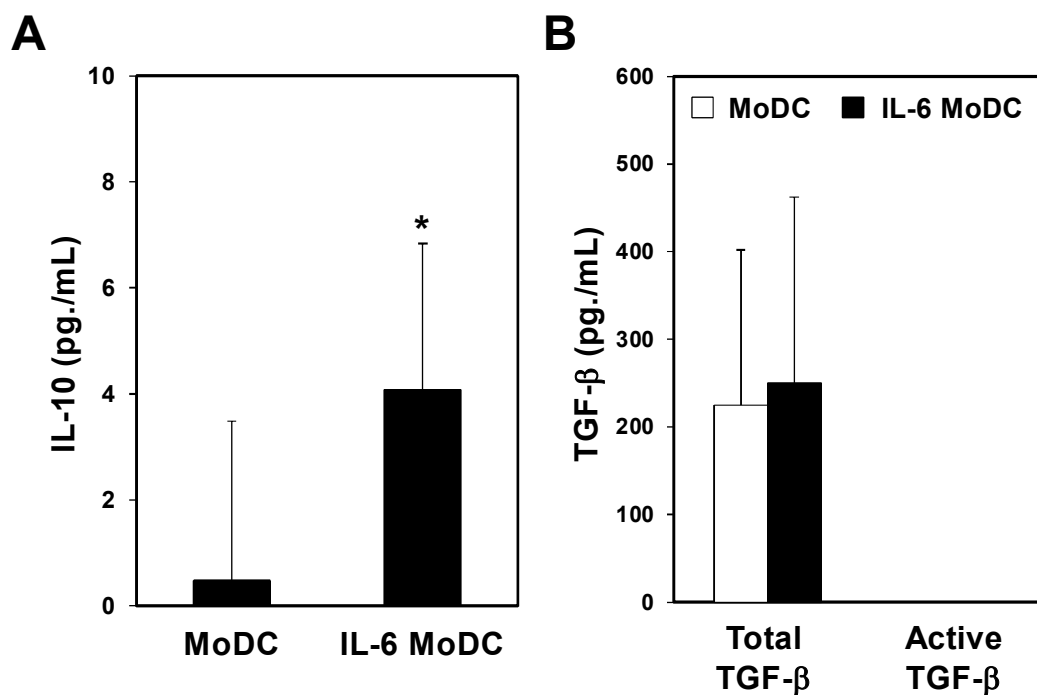 A
IL-10 (pg./mL)
10
8
6
4
2
0
*
MoDC
IL-6 MoDC
B
TGF-β (pg./mL)
600
500
400
300
200
100
0
MoDC
IL-6 MoDC
Total
TGF-β
Active
TGF-β